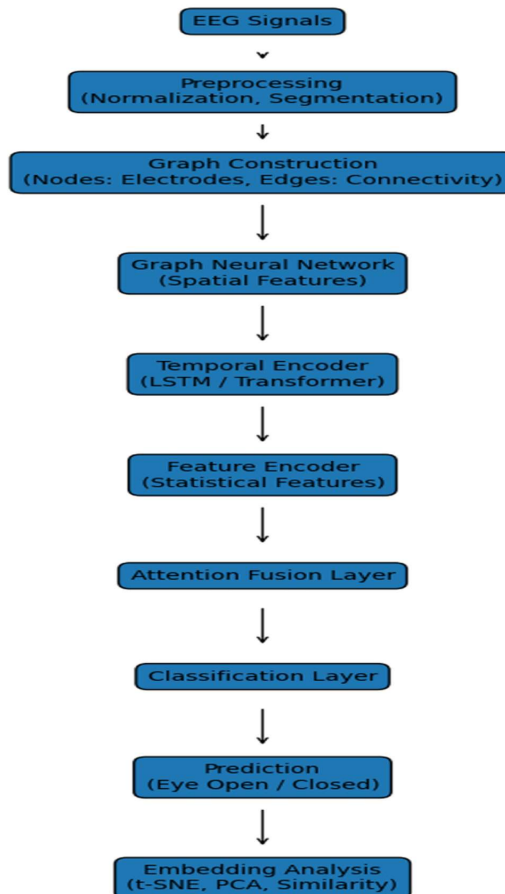 EEG Signals
Preprocessing
(Normalization, Segmentation)
Graph Construction
(Nodes: Electrodes, Edges: Connectivity)
Graph Neural Network
(Spatial Features)
Temporal Encoder
(LSTM / Transformer)
Feature Encoder
(Statistical Features)
Attention Fusion Layer
Classification Layer
Prediction
(Eye Open / Closed)
Embedding Analysis
(t-SNE, PCA, Similarity)